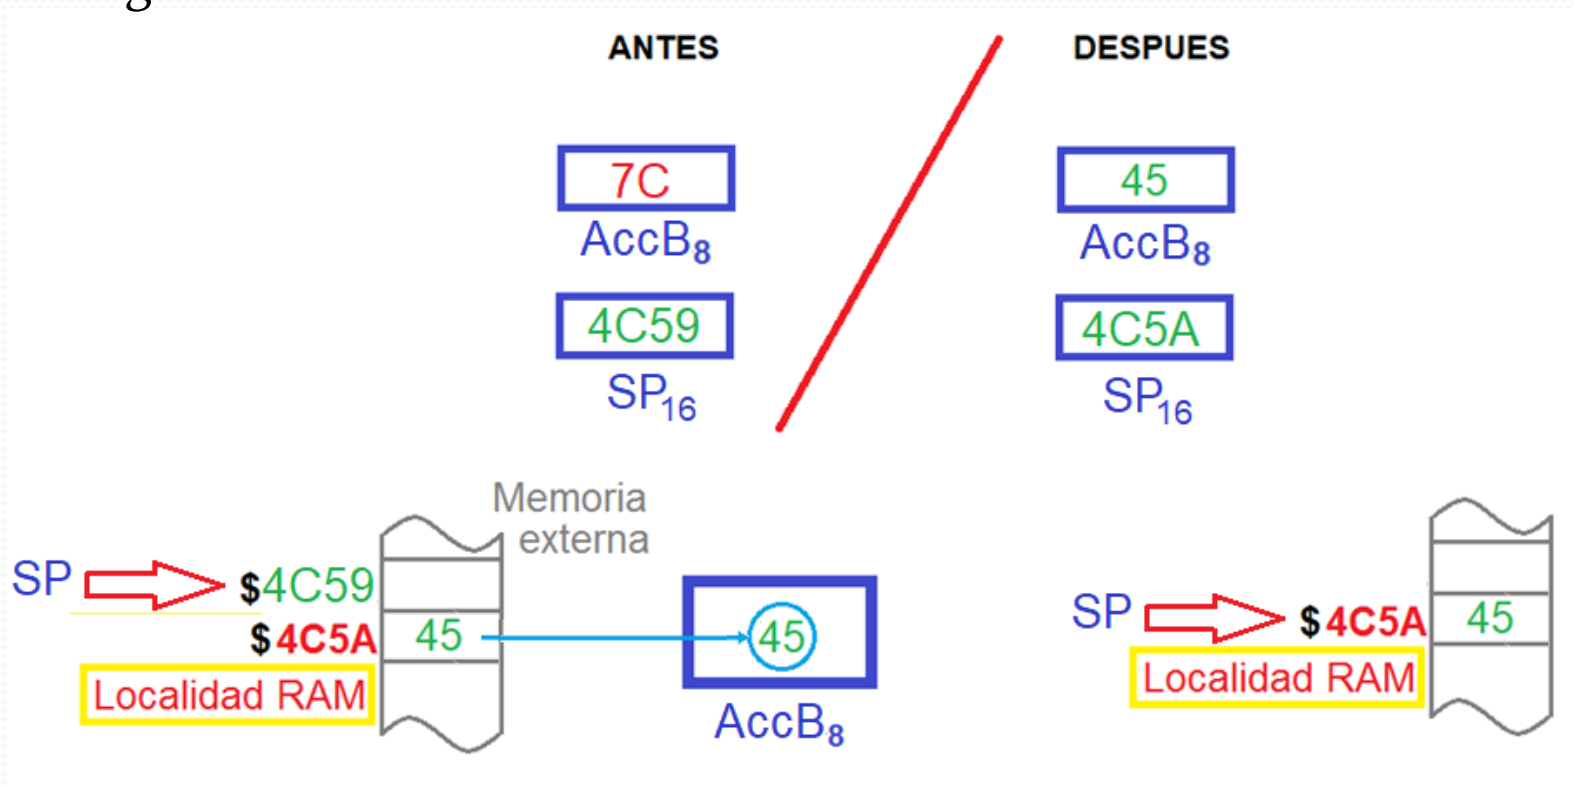 ANTES
DESPUES
7C
45
AccB8
AccB8
4C59
4C5A
SP16
SP16
Memoria
externa
SP
$4C59
$4C5A
45
45
Localidad RAM
AccB8
SP
$4C5A
45
Localidad RAM